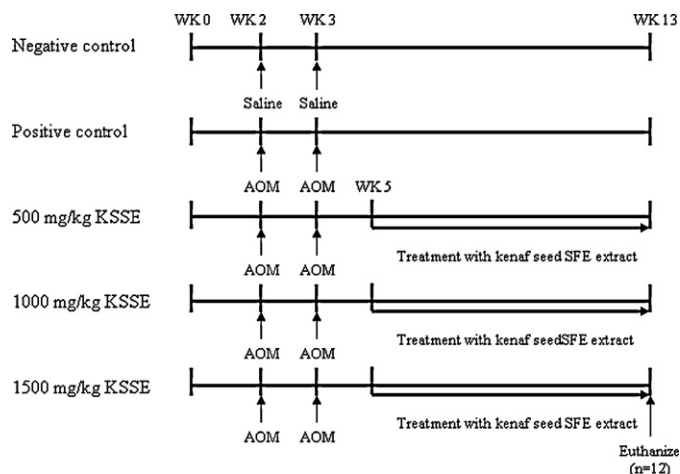 WK 0 WK 2 WK 3 WK 13
Negative control
Saline Saline
Positive control
AOM AOM WK 5
500 mg/kg KSSE
AOM AOM Treatment with kenaf seed SFE extract
1000 mg/kg KSSE
AOM AOM Treatment with kenaf seedSFE extract
1500 mg/kg KSSE
AOM AOM Treatment with kenaf seed SFE extract
Euthanize
(n=12)